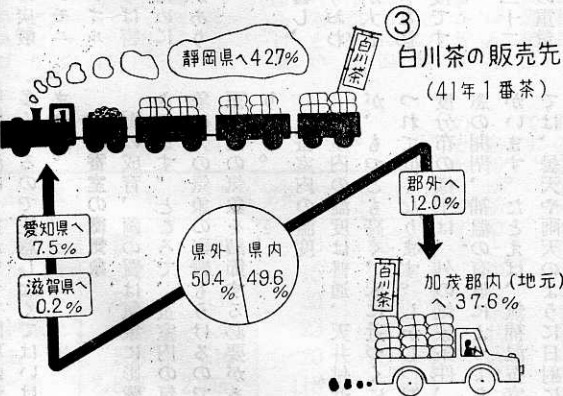 ③
白川茶の販売先
(41年1番茶)
静岡県へ42.7%
白川茶
愛知県へ
7.5%
滋賀県へ
0.2%
県外
50.4
%
県内
49.6
%
郡外へ
12.0%
白川茶
加茂郡内(地元)
へ37.6%